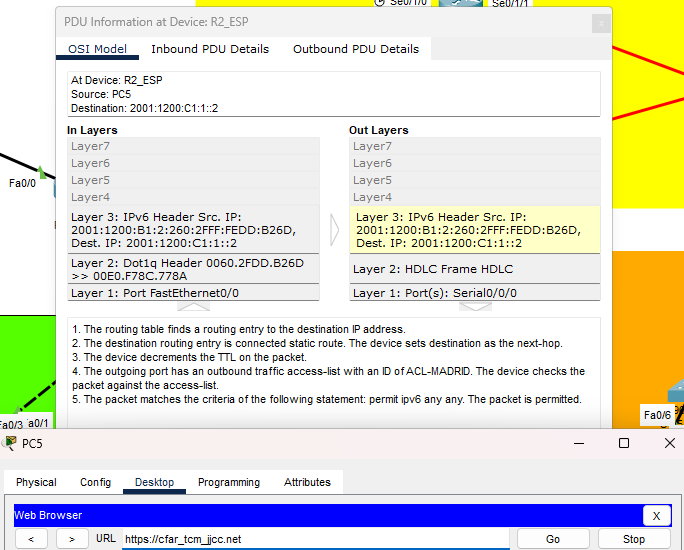 Se0/1/0
Se0/1/1
PDU Information at Device: R2_ESP
x
OSI Model Inbound PDU Details Outbound PDU Details
At Device: R2_ESP
Source: PC5
Destination: 2001:1200:C1:1::2
In Layers
Layer7
Layer6
Layer5
Layer4
Layer 3: IPv6 Header Src. IP:
2001:1200:B1:2:260:2FFF:FEDD:B26D,
Dest. IP: 2001:1200:C1:1::2
Layer 2: Dot1q Header 0060.2FDD.B26D
>> 00E0.F78C.778A
Layer 1: Port FastEthernet0/0
Out Layers
Layer7
Layer6
Layer5
Layer4
Layer 3: IPv6 Header Src. IP:
2001:1200:B1:2:260:2FFF:FEDD:B26D,
Dest. IP: 2001:1200:C1:1::2
Layer 2: HDLC Frame HDLC
Layer 1: Port(s): Serial0/0/0
Fa0/0
1. The routing table finds a routing entry to the destination IP address.
2. The destination routing entry is connected static route. The device sets destination as the next-hop.
3. The device decrements the TTL on the packet.
4. The outgoing port has an outbound traffic access-list with an ID of ACL-MADRID. The device checks the
packet against the access-list.
5. The packet matches the criteria of the following statement: permit ipv6 any any. The packet is permitted.
Fa0/6
Fa0/3
a0/1
PC5
Physical Config Desktop Programming Attributes
Web Browser X
< > URL https://cfar_tcm_jjcc.net Go Stop